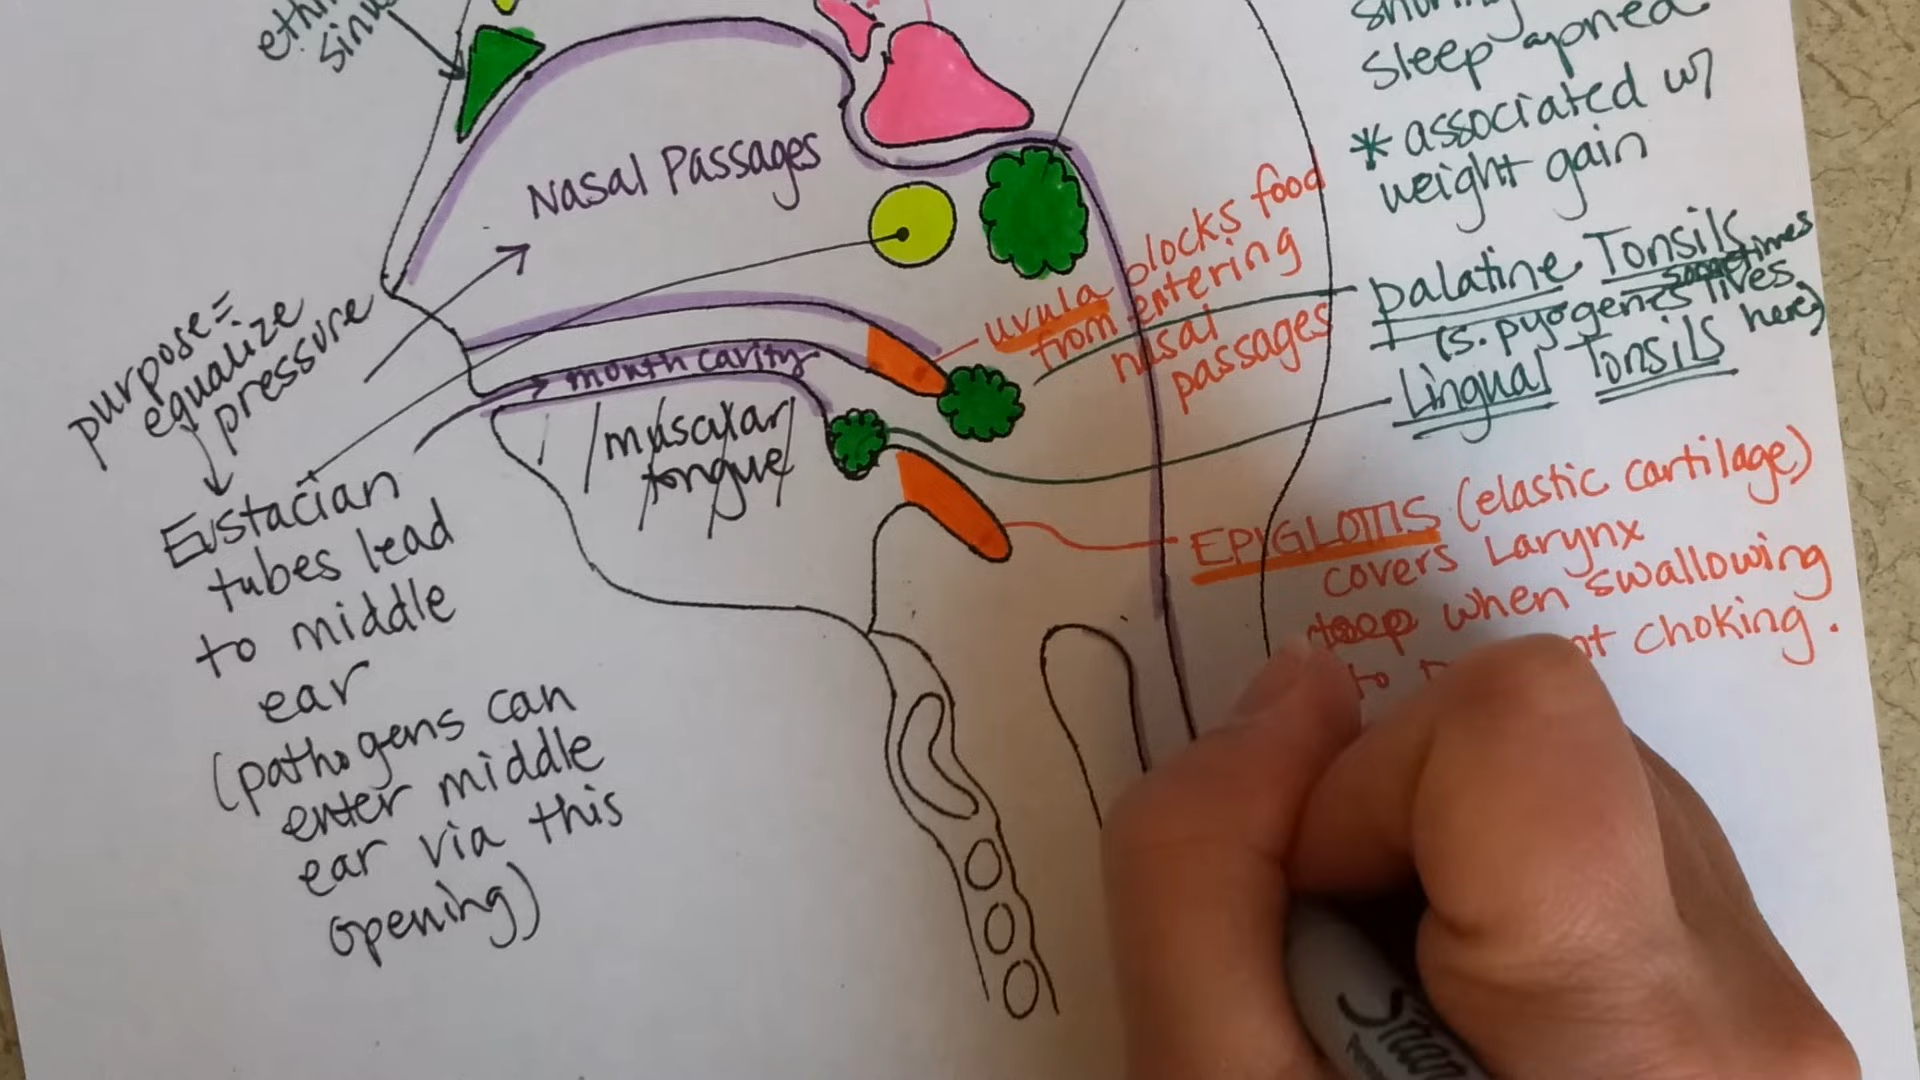 sinus
sleep apnea
* associated w/
weight gain
Nasal Passages
blocks food
from entering
nasal
passages
uvula
palatine Tonsils
(s. pyogenes sometimes lives
here)
Lingual Tonsils
purpose=
equalize
pressure
mouth cavity
muscular
tongue
Eustacian
tubes lead
to middle
ear
(pathogens can
enter middle
ear via this
opening)
EPIGLOTTIS (elastic cartilage)
covers Larynx
when swallowing
to choking.